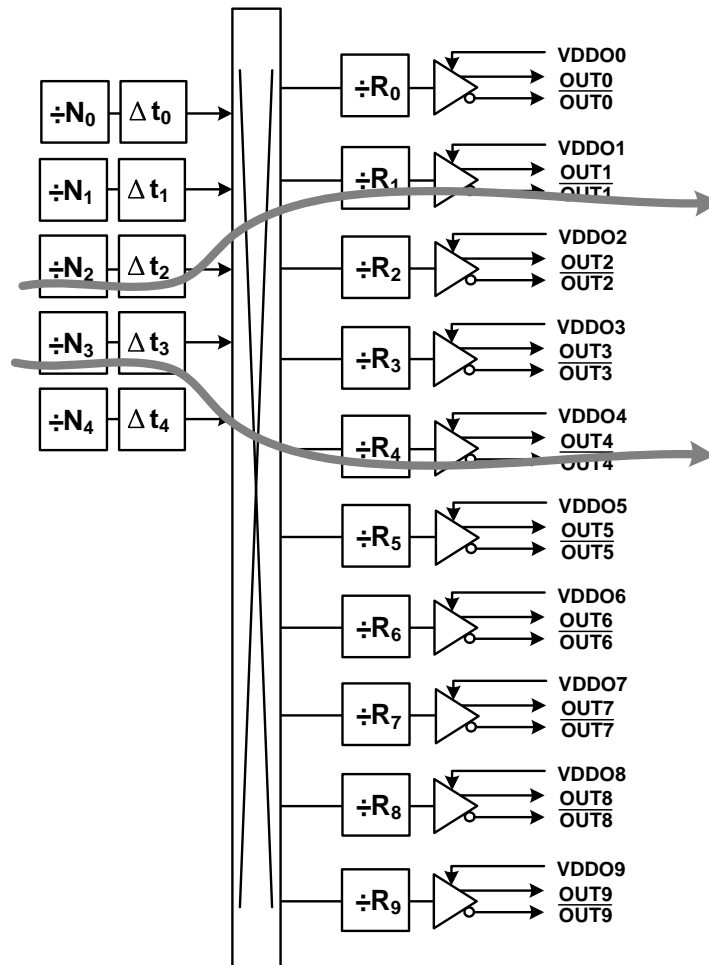 ÷N₀ Δt₀
÷N₁ Δt₁
÷N₂ Δt₂
÷N₃ Δt₃
÷N₄ Δt₄
÷R₀
VDDO0
OUT0
OUT0
÷R₁
VDDO1
OUT1
OUT1
÷R₂
VDDO2
OUT2
OUT2
÷R₃
VDDO3
OUT3
OUT3
÷R₄
VDDO4
OUT4
OUT4
÷R₅
VDDO5
OUT5
OUT5
÷R₆
VDDO6
OUT6
OUT6
÷R₇
VDDO7
OUT7
OUT7
÷R₈
VDDO8
OUT8
OUT8
÷R₉
VDDO9
OUT9
OUT9